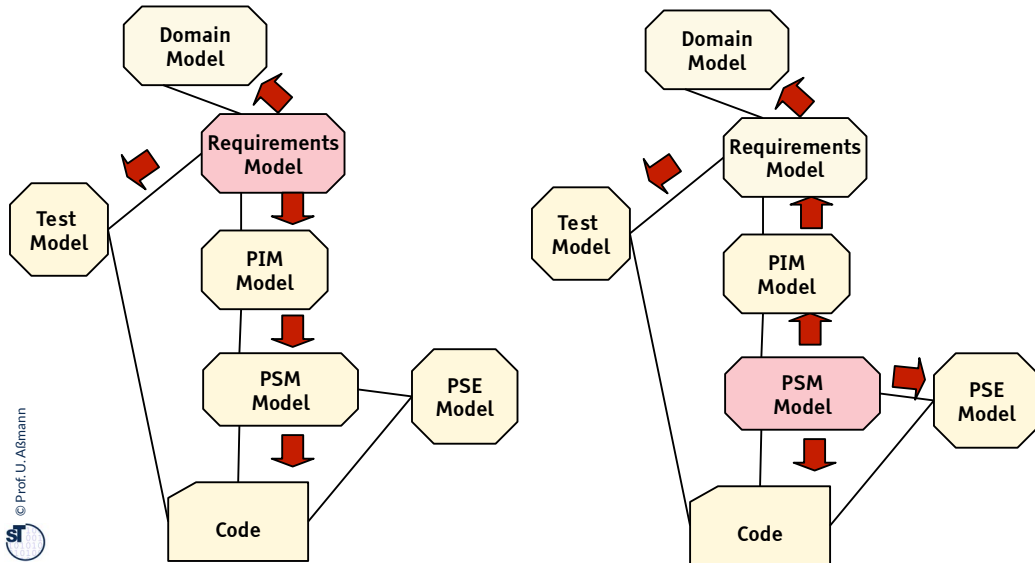 Domain
Model
Requirements
Model
Test
Model
PIM
Model
PSM
Model
PSE
Model
Code
Domain
Model
Requirements
Model
Test
Model
PIM
Model
PSM
Model
PSE
Model
Code
© Prof. U. Aßmann
ST